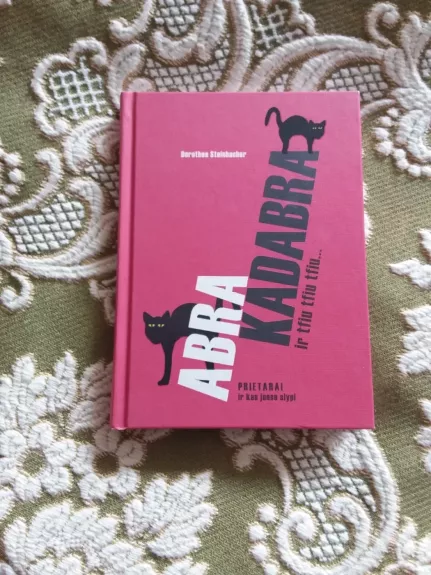 Dorothea Steinbacher
ABRA
KADABRA
ir tfiu tfiu tfiu...
PRIETARAI
ir kas juose slypi